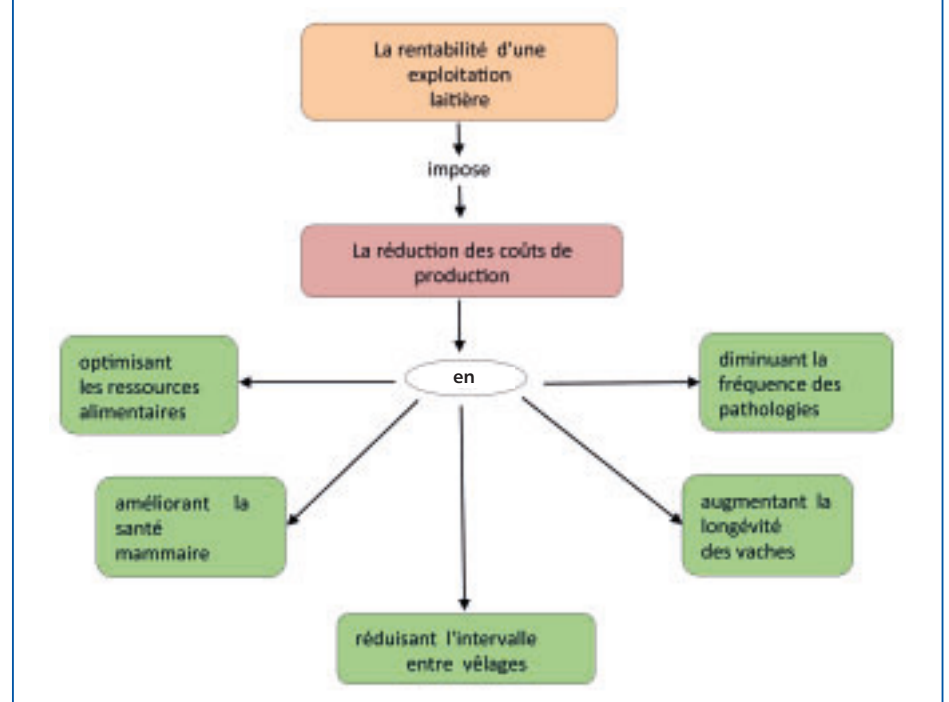 La rentabilité d'une
exploitation
laitière
impose
La réduction des coûts de
production
en
optimisant
les ressources
alimentaires
diminuant la
fréquence des
pathologies
améliorant la
santé
mammaire
augmentant la
longévité
des vaches
réduisant l'intervalle
entre vêlages